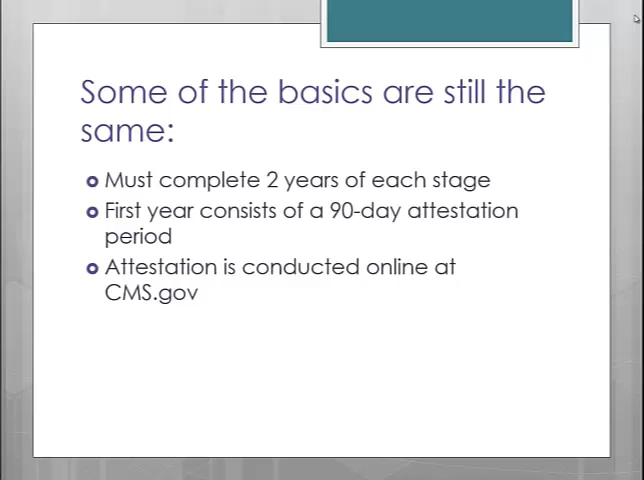 Some of the basics are still the
same:
Must complete 2 years of each stage
First year consists of a 90-day attestation
period
Attestation is conducted online at
CMS.gov